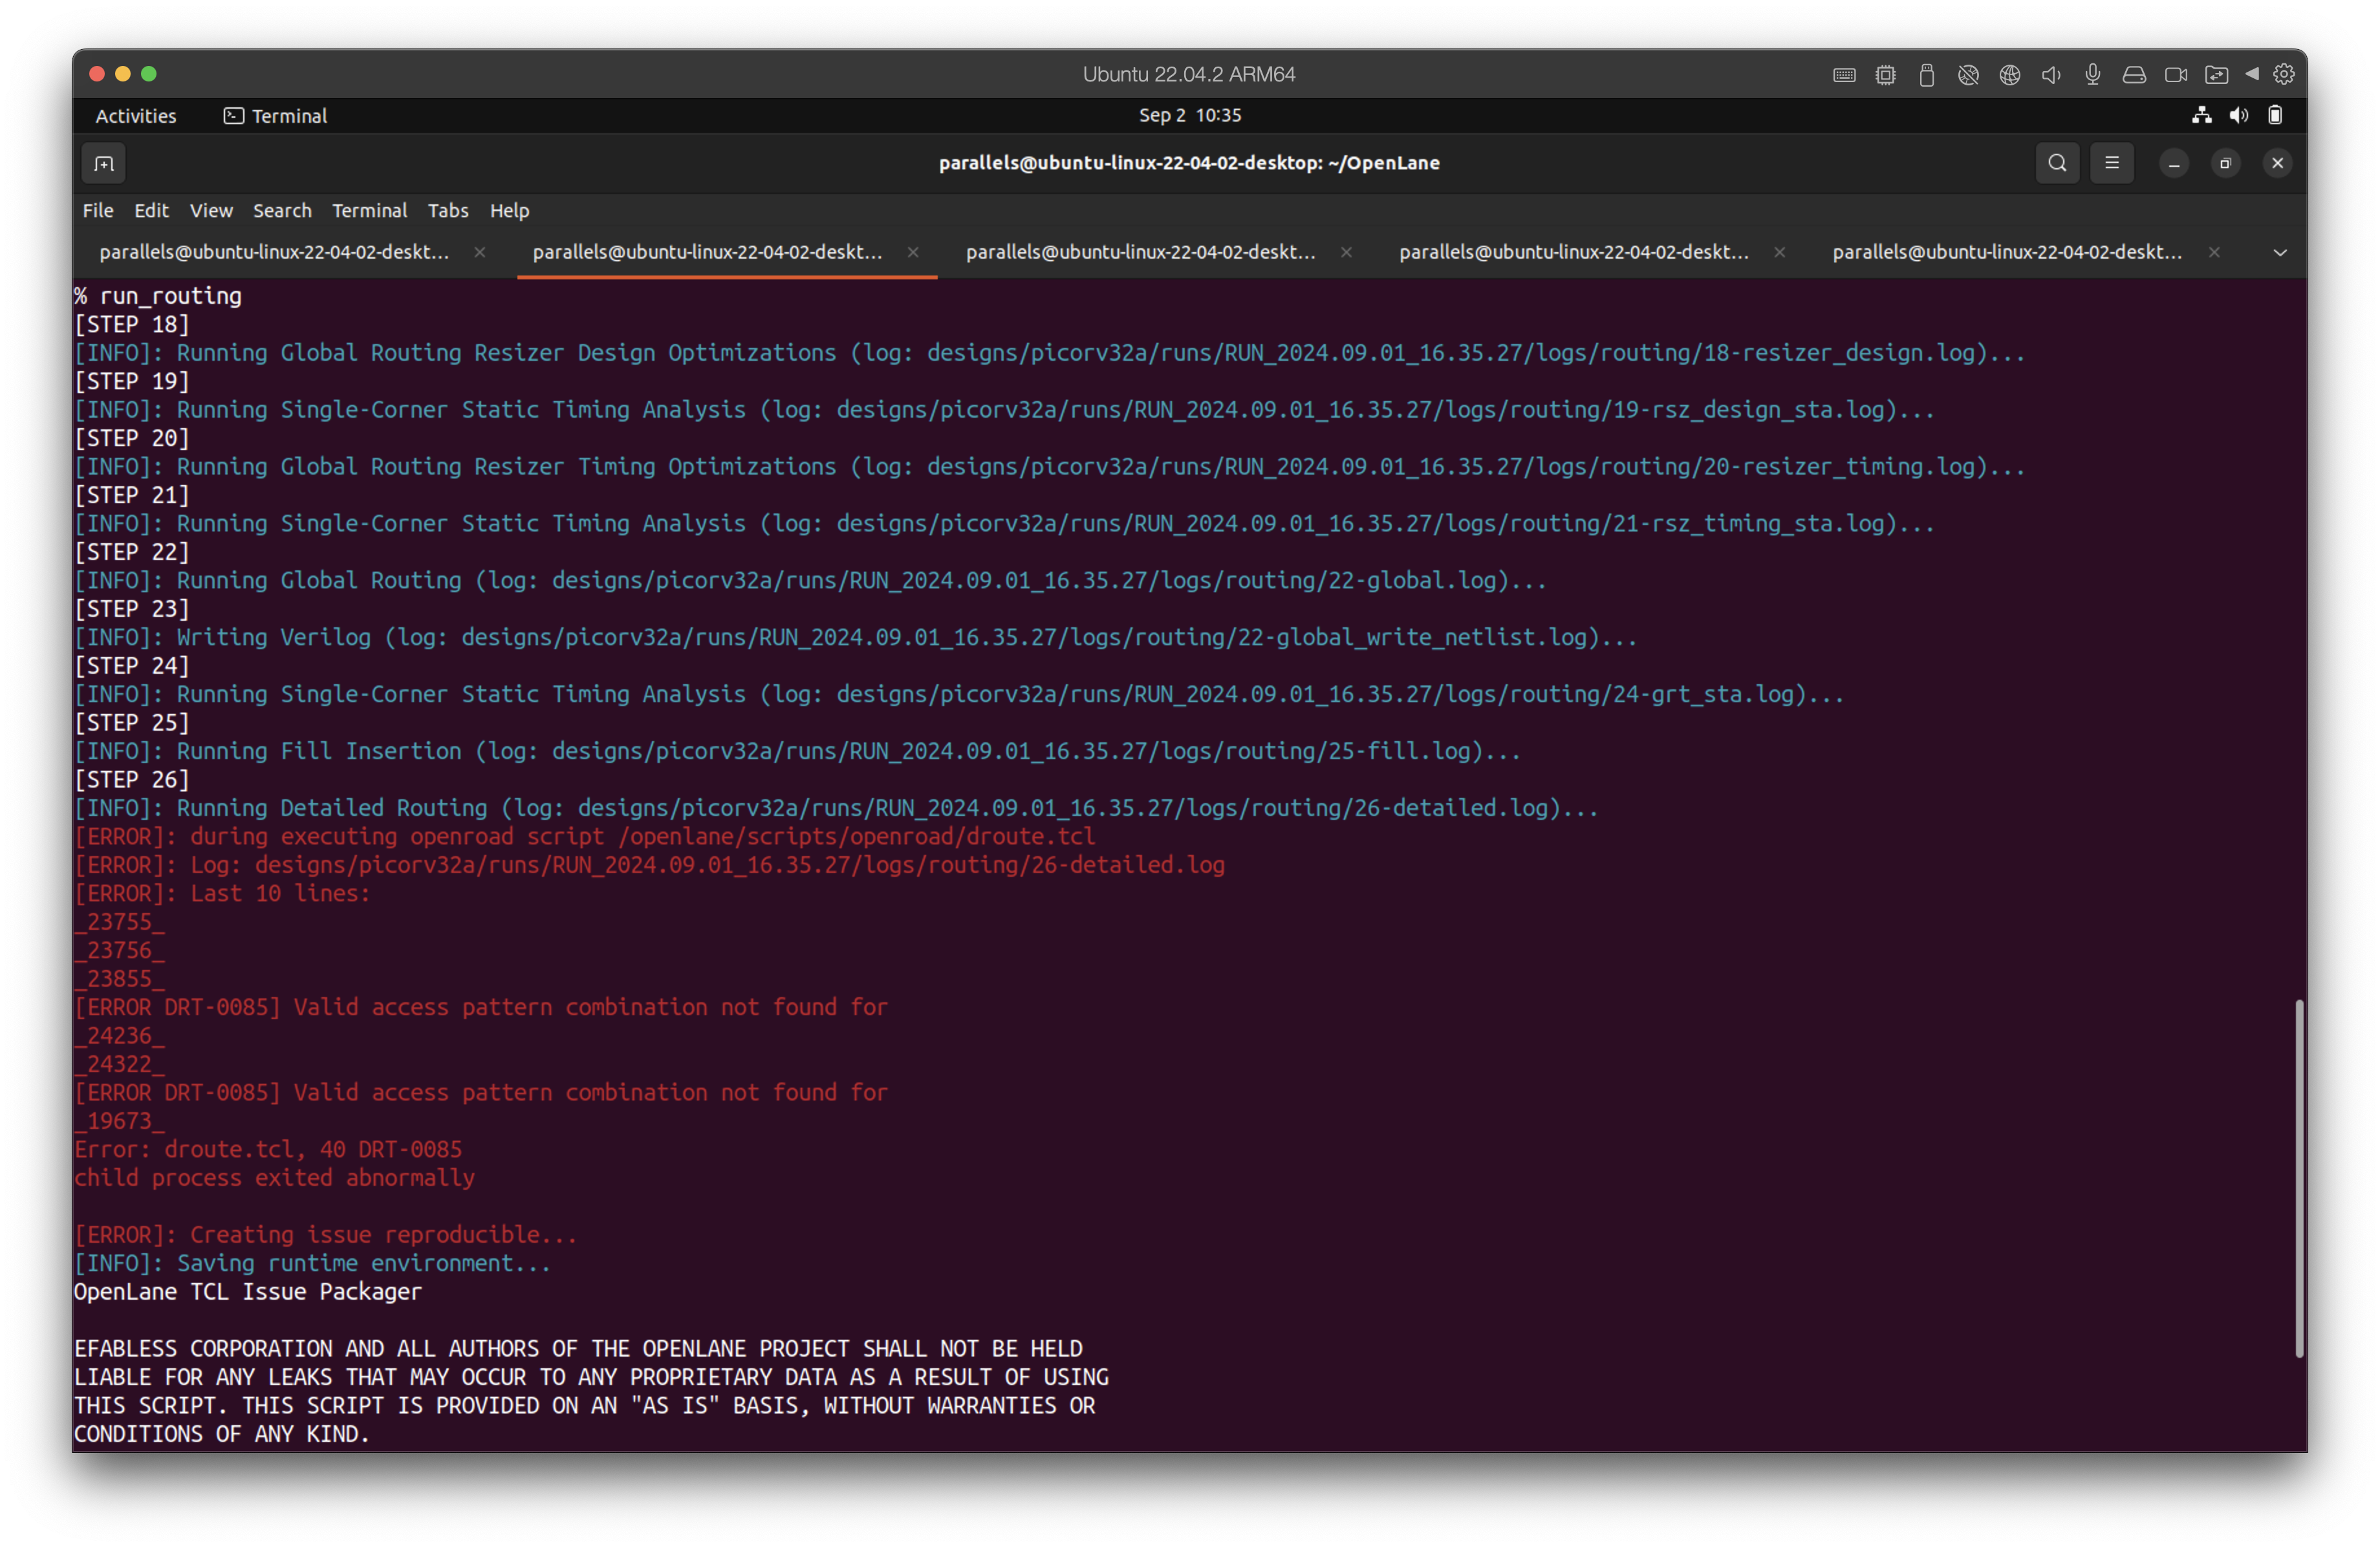 Ubuntu 22.04.2 ARM64
Activities
Terminal
Sep 2 10:35
parallels@ubuntu-linux-22-04-02-desktop: ~/OpenLane
File Edit View Search Terminal Tabs Help
parallels@ubuntu-linux-22-04-02-deskt...
parallels@ubuntu-linux-22-04-02-deskt...
parallels@ubuntu-linux-22-04-02-deskt...
parallels@ubuntu-linux-22-04-02-deskt...
parallels@ubuntu-linux-22-04-02-deskt...
% run_routing
[STEP 18]
[INFO]: Running Global Routing Resizer Design Optimizations (log: designs/picorv32a/runs/RUN_2024.09.01_16.35.27/logs/routing/18-resizer_design.log)...
[STEP 19]
[INFO]: Running Single-Corner Static Timing Analysis (log: designs/picorv32a/runs/RUN_2024.09.01_16.35.27/logs/routing/19-rsz_design_sta.log)...
[STEP 20]
[INFO]: Running Global Routing Resizer Timing Optimizations (log: designs/picorv32a/runs/RUN_2024.09.01_16.35.27/logs/routing/20-resizer_timing.log)...
[STEP 21]
[INFO]: Running Single-Corner Static Timing Analysis (log: designs/picorv32a/runs/RUN_2024.09.01_16.35.27/logs/routing/21-rsz_timing_sta.log)...
[STEP 22]
[INFO]: Running Global Routing (log: designs/picorv32a/runs/RUN_2024.09.01_16.35.27/logs/routing/22-global.log)...
[STEP 23]
[INFO]: Writing Verilog (log: designs/picorv32a/runs/RUN_2024.09.01_16.35.27/logs/routing/22-global_write_netlist.log)...
[STEP 24]
[INFO]: Running Single-Corner Static Timing Analysis (log: designs/picorv32a/runs/RUN_2024.09.01_16.35.27/logs/routing/24-grt_sta.log)...
[STEP 25]
[INFO]: Running Fill Insertion (log: designs/picorv32a/runs/RUN_2024.09.01_16.35.27/logs/routing/25-fill.log)...
[STEP 26]
[INFO]: Running Detailed Routing (log: designs/picorv32a/runs/RUN_2024.09.01_16.35.27/logs/routing/26-detailed.log)...
[ERROR]: during executing openroad script /openlane/scripts/openroad/droute.tcl
[ERROR]: Log: designs/picorv32a/runs/RUN_2024.09.01_16.35.27/logs/routing/26-detailed.log
[ERROR]: Last 10 lines:
_23755_
_23756_
_23855_
[ERROR DRT-0085] Valid access pattern combination not found for
_24236_
_24322_
[ERROR DRT-0085] Valid access pattern combination not found for
_19673_
Error: droute.tcl, 40 DRT-0085
child process exited abnormally
[ERROR]: Creating issue reproducible...
[INFO]: Saving runtime environment...
OpenLane TCL Issue Packager
EFABLESS CORPORATION AND ALL AUTHORS OF THE OPENLANE PROJECT SHALL NOT BE HELD
LIABLE FOR ANY LEAKS THAT MAY OCCUR TO ANY PROPRIETARY DATA AS A RESULT OF USING
THIS SCRIPT. THIS SCRIPT IS PROVIDED ON AN "AS IS" BASIS, WITHOUT WARRANTIES OR
CONDITIONS OF ANY KIND.